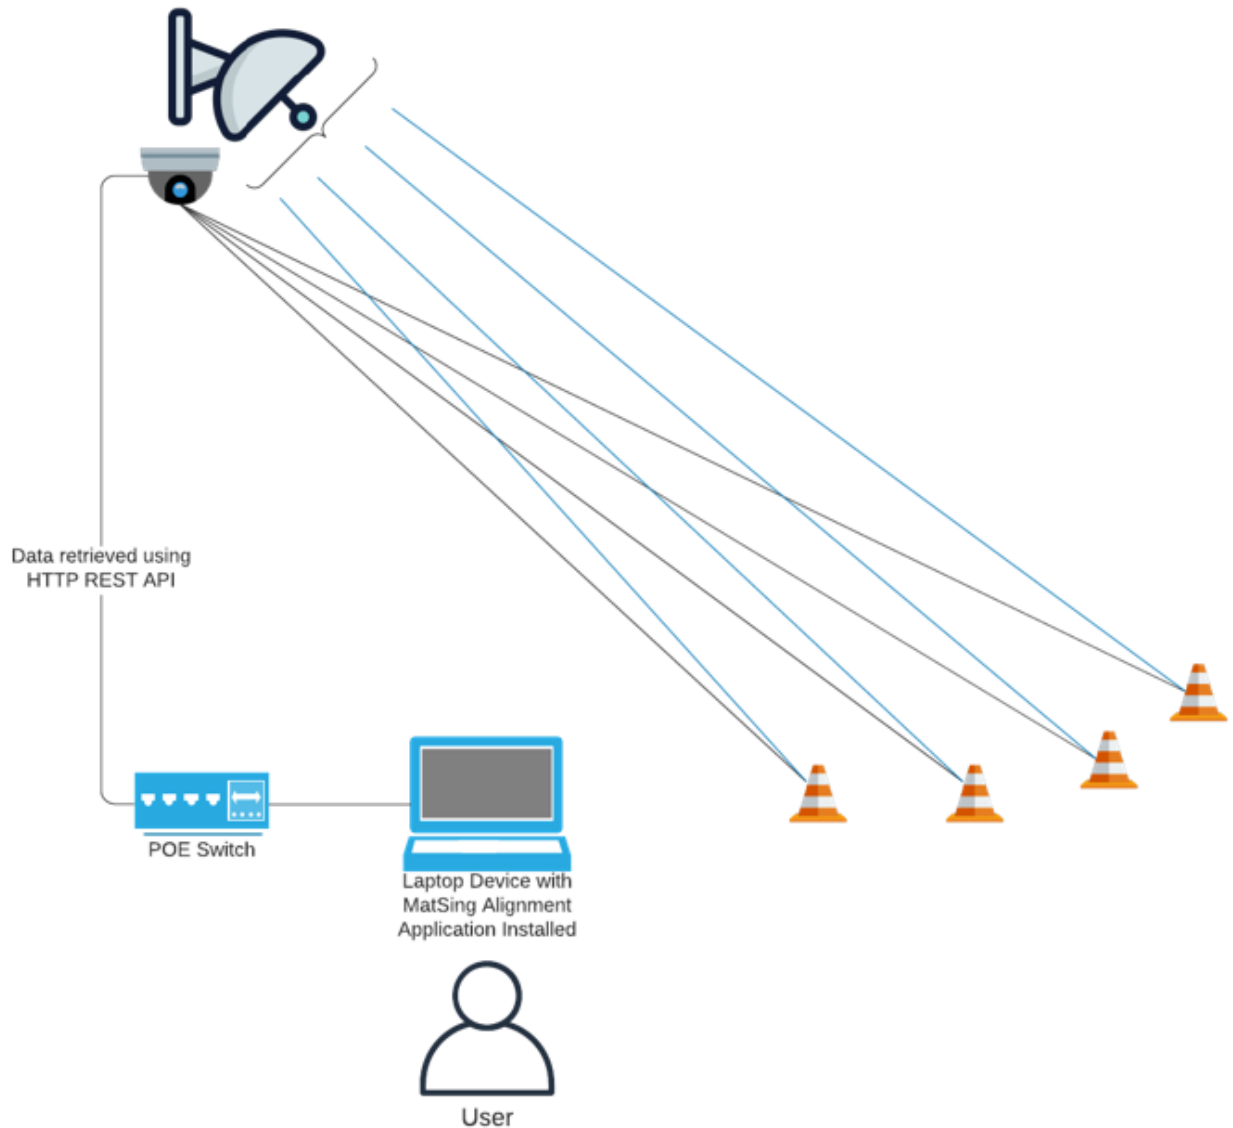 Data retrieved using
HTTP REST API
POE Switch
Laptop Device with
MatSing Alignment
Application Installed
User